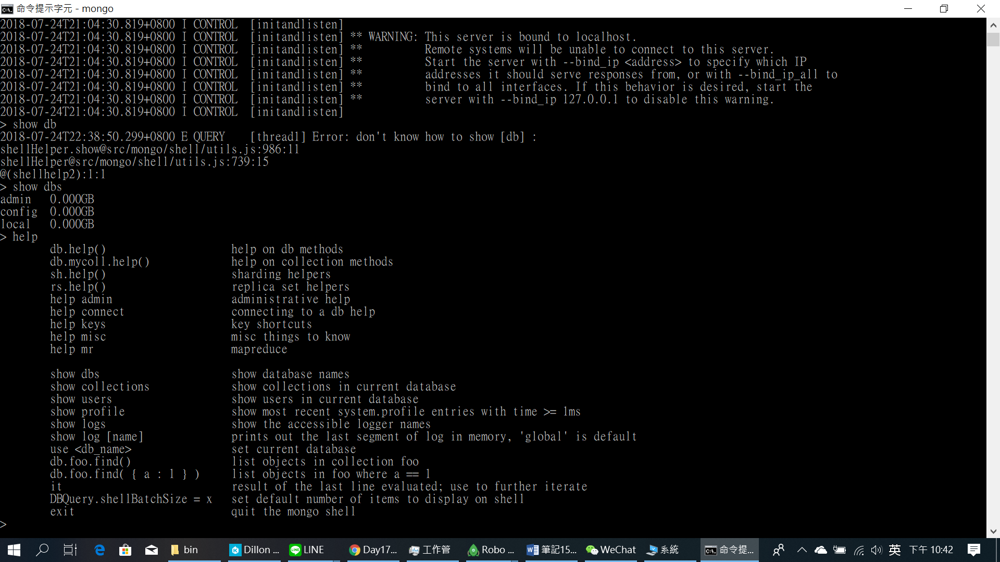 命令提示字元 - mongo
2018-07-24T21:04:30.819+0800 I CONTROL  [initandlisten]
2018-07-24T21:04:30.819+0800 I CONTROL  [initandlisten] ** WARNING: This server is bound to localhost.
2018-07-24T21:04:30.819+0800 I CONTROL  [initandlisten] **          Remote systems will be unable to connect to this server.
2018-07-24T21:04:30.819+0800 I CONTROL  [initandlisten] **          Start the server with --bind_ip <address> to specify which IP
2018-07-24T21:04:30.819+0800 I CONTROL  [initandlisten] **          addresses it should serve responses from, or with --bind_ip_all to
2018-07-24T21:04:30.819+0800 I CONTROL  [initandlisten] **          bind to all interfaces. If this behavior is desired, start the
2018-07-24T21:04:30.819+0800 I CONTROL  [initandlisten] **          server with --bind_ip 127.0.0.1 to disable this warning.
2018-07-24T21:04:30.819+0800 I CONTROL  [initandlisten]
> show db
2018-07-24T22:38:50.299+0800 E QUERY    [thread1] Error: don't know how to show [db] :
shellHelper.show@src/mongo/shell/utils.js:986:11
shellHelper@src/mongo/shell/utils.js:739:15
@(shellhelp2):1:1
> show dbs
admin   0.000GB
config  0.000GB
local   0.000GB
> help
db.help()                    help on db methods
db.mycoll.help()             help on collection methods
sh.help()                    sharding helpers
rs.help()                    replica set helpers
help admin                   administrative help
help connect                 connecting to a db help
help keys                    key shortcuts
help misc                    misc things to know
help mr                      mapreduce
show dbs                     show database names
show collections             show collections in current database
show users                   show users in current database
show profile                 show most recent system.profile entries with time >= 1ms
show logs                    show the accessible logger names
show log [name]              prints out the last segment of log in memory, 'global' is default
use <db_name>                set current database
db.foo.find()                list objects in collection foo
db.foo.find( { a : 1 } )     list objects in foo where a == 1
it                           result of the last line evaluated; use to further iterate
DBQuery.shellBatchSize = x   set default number of items to display on shell
exit                         quit the mongo shell
>
bin Dillon ... LINE Day17... 工作管 Robo ... 筆記15... WeChat 系統 命令提... 英 下午 10:42